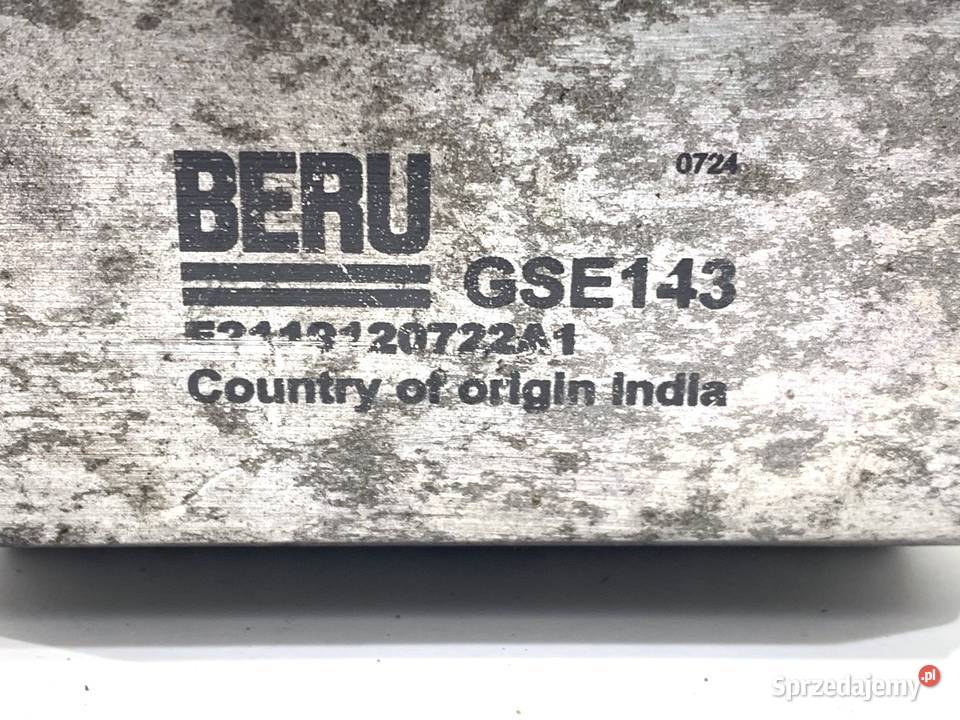 BERU
0724
GSE143
Country of origin India
Sprzedajemy.pl